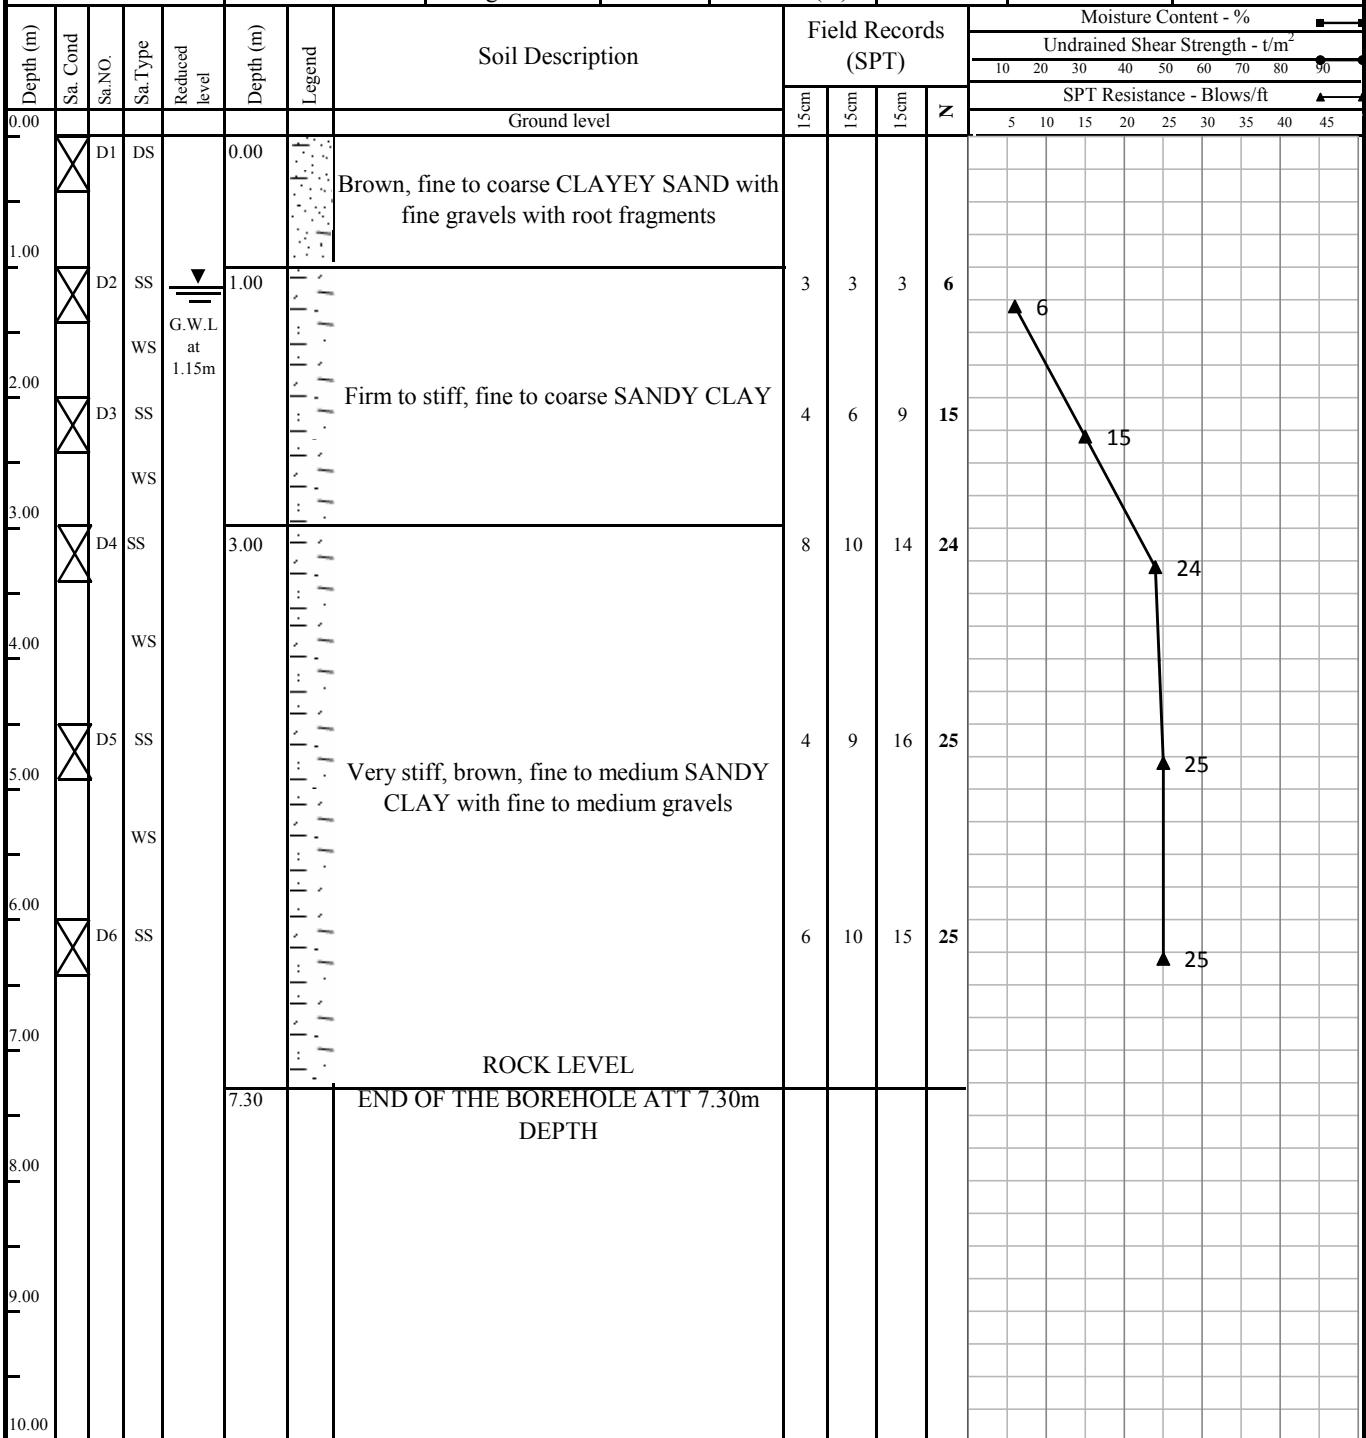 Depth (m)
Sa. Cond
Sa.NO.
Sa.Type
Reduced
level
Depth (m)
Legend
Soil Description
Field Records
(SPT)
15cm
15cm
15cm
N
Moisture Content - %
Undrained Shear Strength - t/m2
10 20 30 40 50 60 70 80 90
SPT Resistance - Blows/ft
5 10 15 20 25 30 35 40 45
0.00
Ground level
D1 DS 0.00
Brown, fine to coarse CLAYEY SAND with
fine gravels with root fragments
1.00
D2 SS 1.00 3 3 3 6
6
G.W.L
at
1.15m
WS
2.00
Firm to stiff, fine to coarse SANDY CLAY
D3 SS 4 6 9 15
15
WS
3.00
D4 SS 3.00 8 10 14 24
24
4.00
WS
D5 SS 4 9 16 25
25
5.00
Very stiff, brown, fine to medium SANDY
CLAY with fine to medium gravels
WS
6.00
D6 SS 6 10 15 25
25
7.00
ROCK LEVEL
7.30
END OF THE BOREHOLE ATT 7.30m
DEPTH
8.00
9.00
10.00